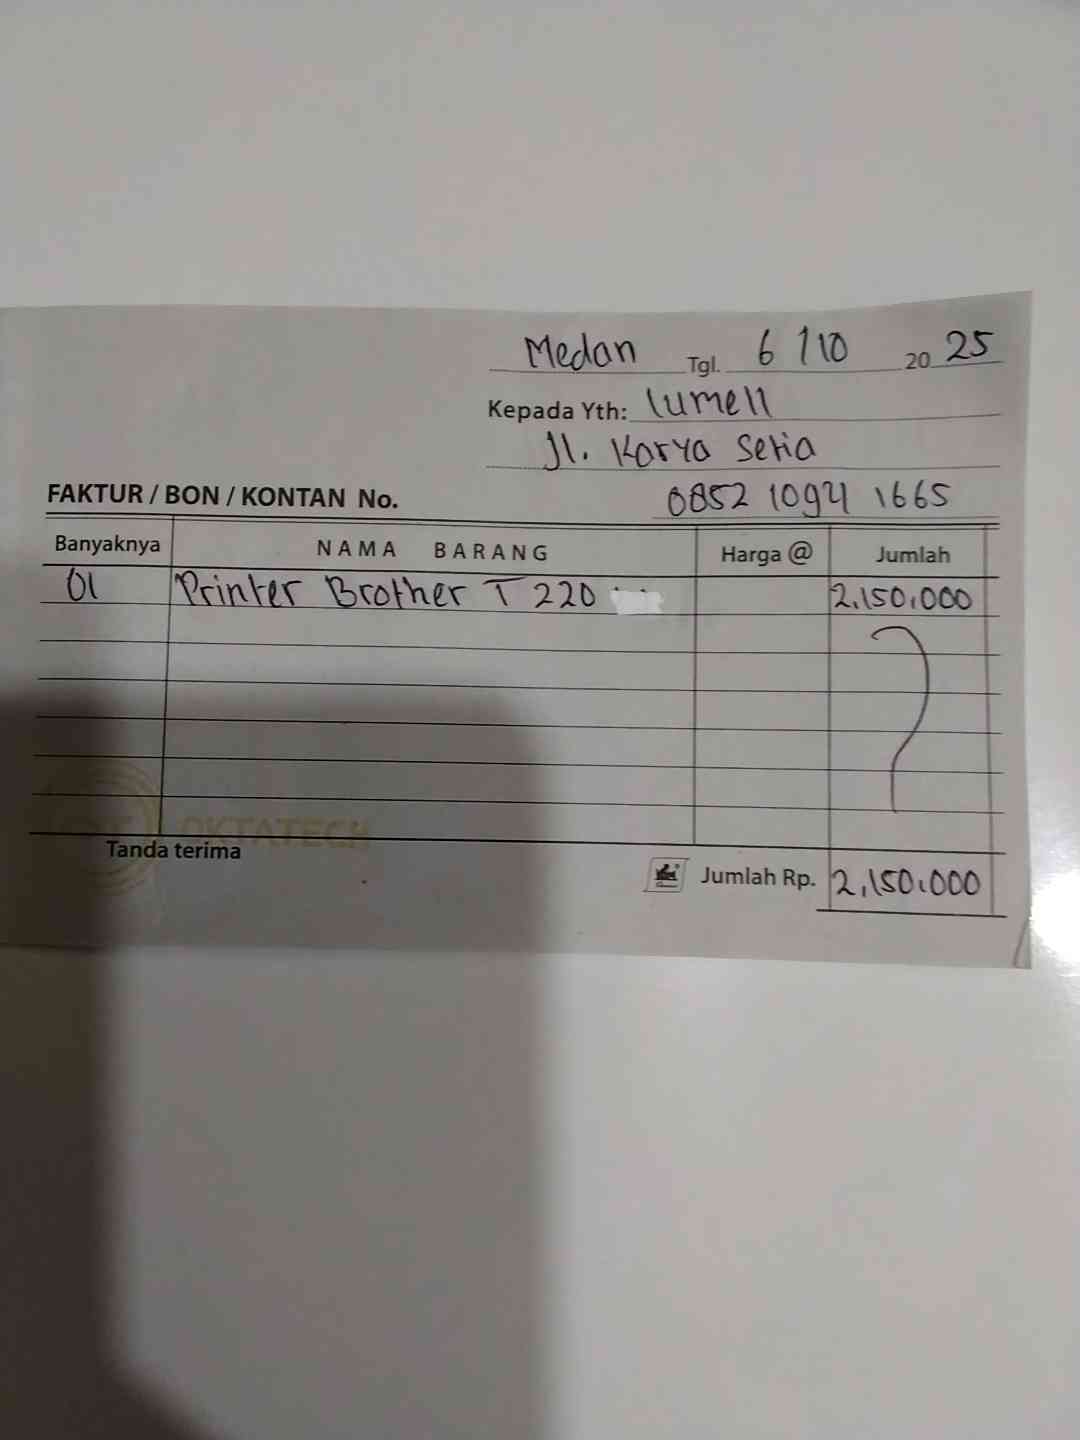 Medan Tgl. 6 / 10 20 25
Kepada Yth: lumell
Jl. Karya Setia
FAKTUR / BON / KONTAN No. 0852 1094 1665
Banyaknya NAMA BARANG Harga @ Jumlah
01 Printer Brother T 220 2.150.000
OKTATECH
Tanda terima
Jumlah Rp. 2.150.000